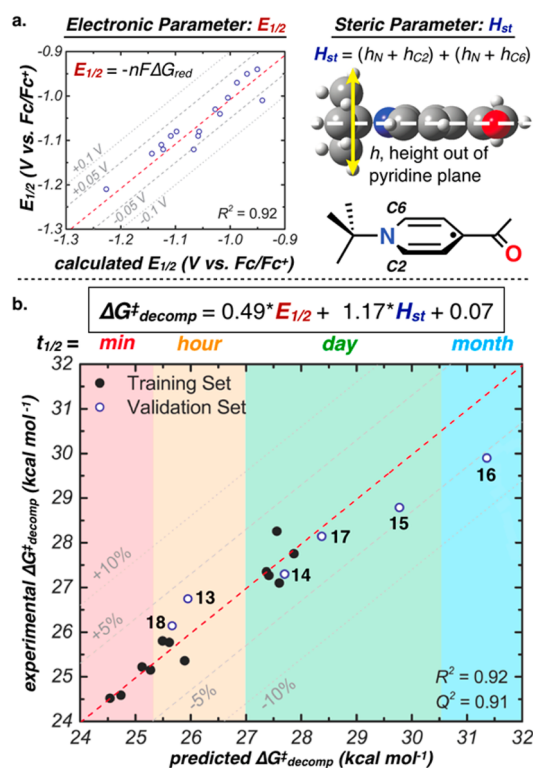 a.
Electronic Parameter: E1/2
E1/2 = -nFΔGred
-0.9
-1.0
-1.1
-1.2
-1.3
+0.1 V
+0.05 V
-0.05 V
-0.1 V
R² = 0.92
-1.3
-1.2
-1.1
-1.0
-0.9
E1/2 (V vs. Fc/Fc+)
calculated E1/2 (V vs. Fc/Fc+)
Steric Parameter: Hst
Hst = (hN + hC2) + (hN + hC6)
h, height out of
pyridine plane
C6
N
C2
O
b.
ΔG‡decomp = 0.49*E1/2 + 1.17*Hst + 0.07
t1/2 = min hour day month
32
31
30
29
28
27
26
25
24
Training Set
Validation Set
16
15
17
14
13
18
+10%
+5%
-5%
-10%
R² = 0.92
Q² = 0.91
24 25 26 27 28 29 30 31 32
experimental ΔG‡decomp (kcal mol-1)
predicted ΔG‡decomp (kcal mol-1)